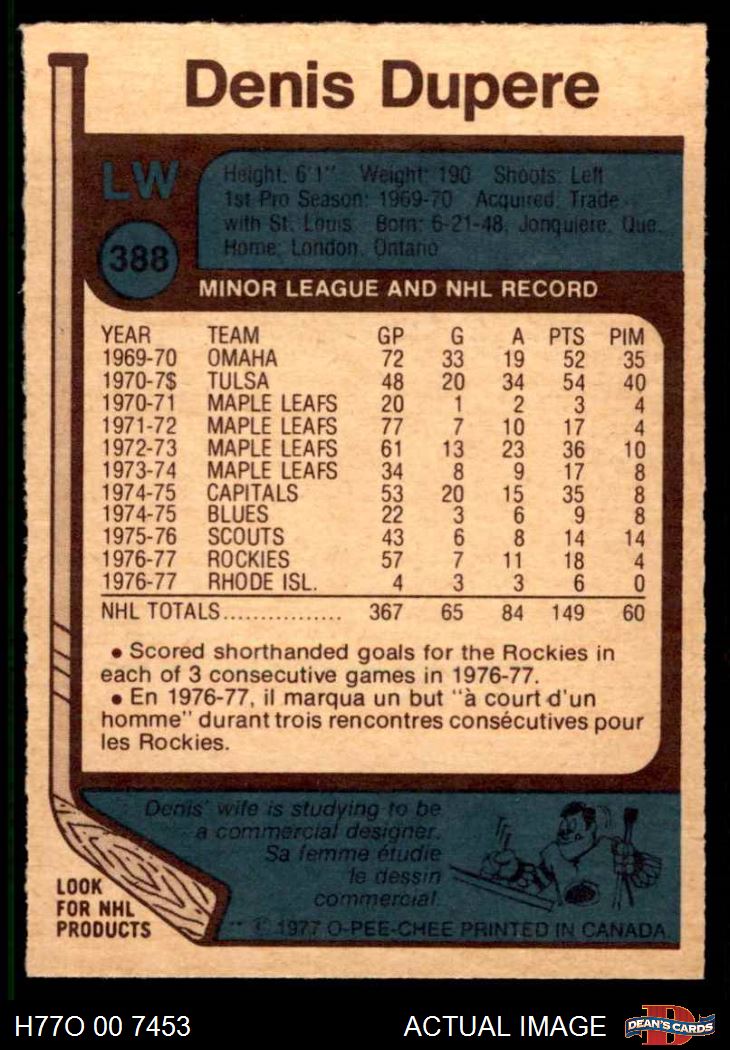 Denis Dupere
LW
388
Height: 6'1" Weight: 190 Shoots: Left
1st Pro Season: 1969-70 Acquired: Trade
with St. Louis Born: 6-21-48, Jonquiere, Que.
Home: London, Ontario
MINOR LEAGUE AND NHL RECORD
YEAR TEAM GP G A PTS PIM
1969-70 OMAHA 72 33 19 52 35
1970-7$ TULSA 48 20 34 54 40
1970-71 MAPLE LEAFS 20 1 2 3 4
1971-72 MAPLE LEAFS 77 7 10 17 4
1972-73 MAPLE LEAFS 61 13 23 36 10
1973-74 MAPLE LEAFS 34 8 9 17 8
1974-75 CAPITALS 53 20 15 35 8
1974-75 BLUES 22 3 6 9 8
1975-76 SCOUTS 43 6 8 14 14
1976-77 ROCKIES 57 7 11 18 4
1976-77 RHODE ISL. 4 3 3 6 0
NHL TOTALS................ 367 65 84 149 60
• Scored shorthanded goals for the Rockies in
each of 3 consecutive games in 1976-77.
• En 1976-77, il marqua un but "à court d'un
homme" durant trois rencontres consécutives pour
les Rockies.
Denis' wife is studying to be
a commercial designer.
Sa femme étudie
le dessin
commercial.
LOOK
FOR NHL
PRODUCTS
** © 1977 O-PEE-CHEE PRINTED IN CANADA.
H77O 00 7453
ACTUAL IMAGE
D
DEAN'S CARDS